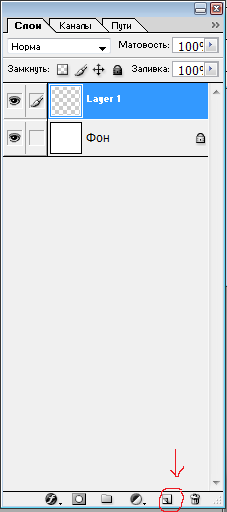 Слои Каналы Пути
Норма Матовость: 100%
Замкнуть: Заливка: 100%
Layer 1
Фон